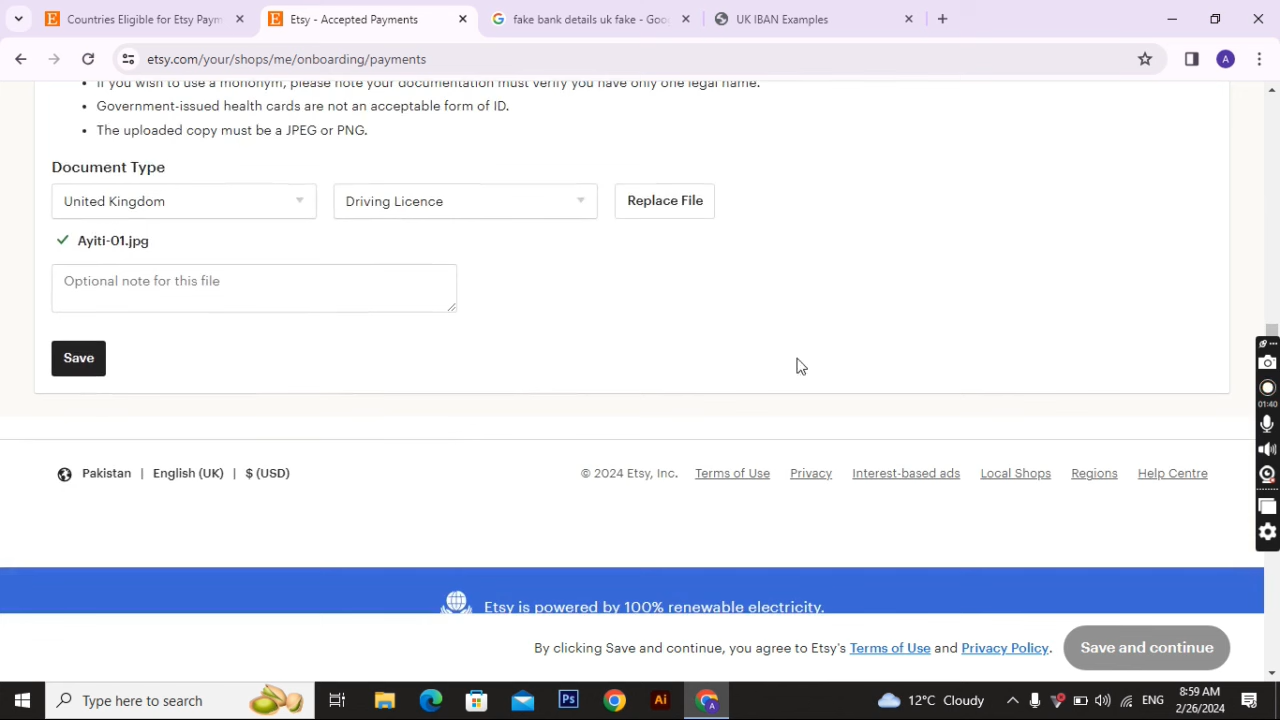 Countries Eligible for Etsy Paym
Etsy - Accepted Payments
fake bank details uk fake - Goo
UK IBAN Examples
etsy.com/your/shops/me/onboarding/payments
A
If you wish to use a mononym, please note your documentation must verify you have only one legal name.
Government-issued health cards are not an acceptable form of ID.
The uploaded copy must be a JPEG or PNG.
Document Type
United Kingdom
Driving Licence
Replace File
Ayiti-01.jpg
Optional note for this file
Save
01:40
Pakistan | English (UK) | $ (USD)
© 2024 Etsy, Inc. Terms of Use Privacy Interest-based ads Local Shops Regions Help Centre
Etsy is powered by 100% renewable electricity.
By clicking Save and continue, you agree to Etsy's Terms of Use and Privacy Policy.
Save and continue
Type here to search
Ps
Ai
A
12°C Cloudy
ENG
8:59 AM
2/26/2024